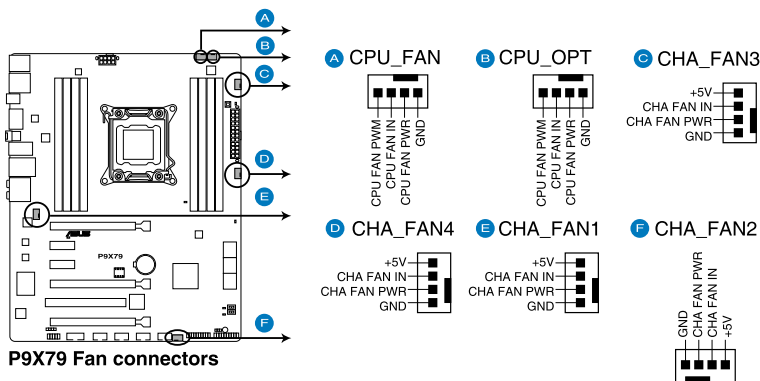 A
B
C
D
E
F
A CPU_FAN
CPU FAN PWM
CPU FAN IN
CPU FAN PWR
GND
B CPU_OPT
CPU FAN PWM
CPU FAN IN
CPU FAN PWR
GND
C CHA_FAN3
+5V
CHA FAN IN
CHA FAN PWR
GND
D CHA_FAN4
+5V
CHA FAN IN
CHA FAN PWR
GND
E CHA_FAN1
+5V
CHA FAN IN
CHA FAN PWR
GND
F CHA_FAN2
GND
CHA FAN PWR
CHA FAN IN
+5V
ASUS
P9X79
P9X79 Fan connectors